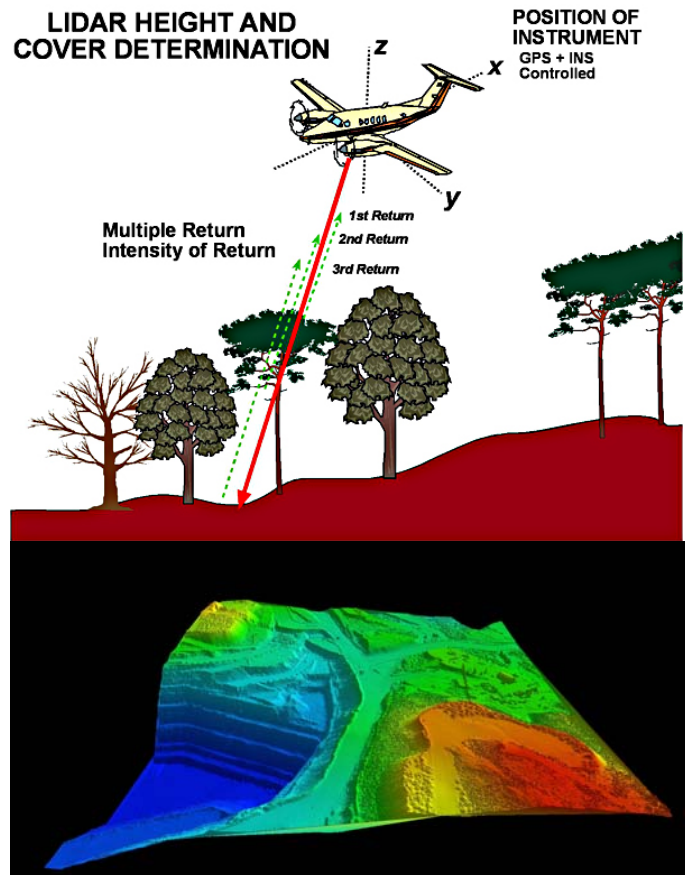 LIDAR HEIGHT AND
COVER DETERMINATION
POSITION OF
INSTRUMENT
GPS + INS
Controlled
z
x
y
Multiple Return
Intensity of Return
1st Return
2nd Return
3rd Return